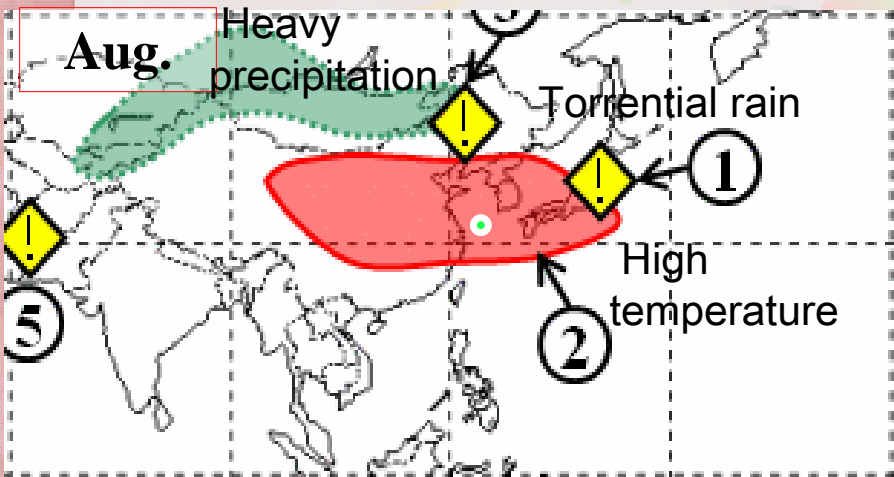 Aug.
Heavy
precipitation
Torrential rain
!
!
1
!
High
temperature
5
2